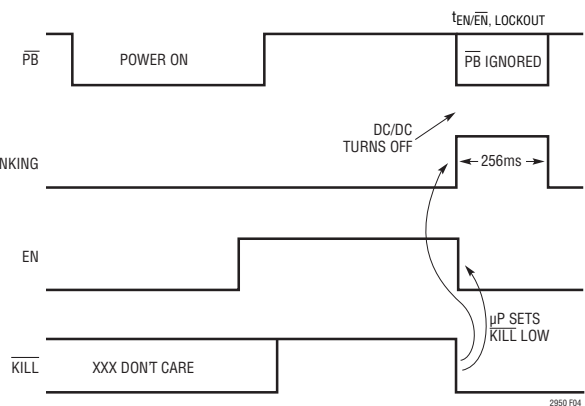 tEN/EN, LOCKOUT
PB
POWER ON
PB IGNORED
DC/DC
TURNS OFF
NKING
256ms
EN
µP SETS
KILL LOW
KILL
XXX DON'T CARE
2950 F04